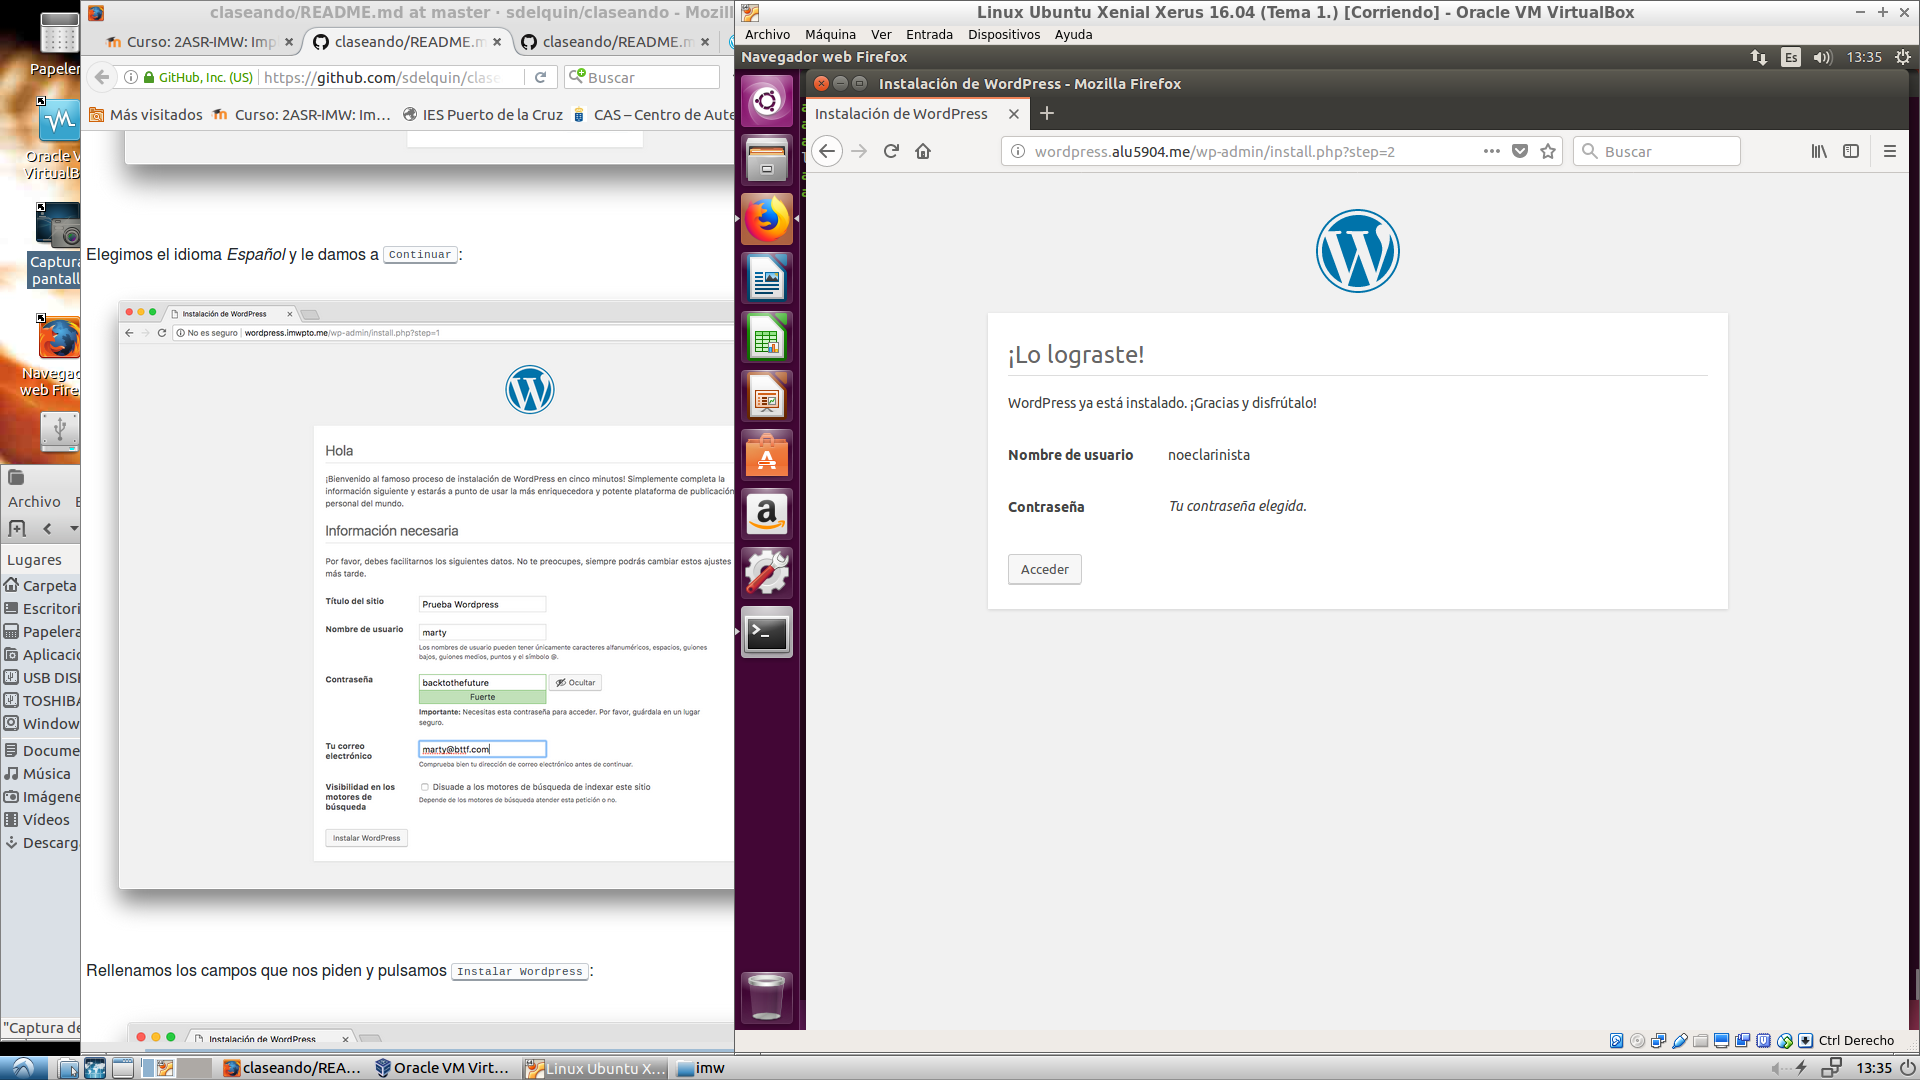 Papeler
Oracle V
VirtualB
Captura
pantall
Navegad
web Fire
Archivo
Lugares
Carpeta
Escritori
Papelera
Aplicacio
USB DIS
TOSHIBA
Window
Docume
Música
Imágene
Vídeos
Descarga
"Captura de
claseando/README.md at master · sdelquin/claseando - Mozill
Curso: 2ASR-IMW: Imp
claseando/README.m
claseando/README.m
GitHub, Inc. (US)
https://github.com/sdelquin/clase
Buscar
Más visitados
Curso: 2ASR-IMW: Im...
IES Puerto de la Cruz
CAS – Centro de Aute
Elegimos el idioma Español y le damos a Continuar:
Instalación de WordPress
No es seguro | wordpress.imwpto.me/wp-admin/install.php?step=1
Hola
¡Bienvenido al famoso proceso de instalación de WordPress en cinco minutos! Simplemente completa la
información siguiente y estarás a punto de usar la más enriquecedora y potente plataforma de publicación
personal del mundo.
Información necesaria
Por favor, debes facilitarnos los siguientes datos. No te preocupes, siempre podrás cambiar estos ajustes
más tarde.
Título del sitio
Prueba Wordpress
Nombre de usuario
marty
Los nombres de usuario pueden tener únicamente caracteres alfanuméricos, espacios, guiones
bajos, guiones medios, puntos y el símbolo @.
Contraseña
backtothefuture
Ocultar
Fuerte
Importante: Necesitas esta contraseña para acceder. Por favor, guárdala en un lugar
seguro.
Tu correo
electrónico
marty@bttf.com
Comprueba bien tu dirección de correo electrónico antes de continuar.
Visibilidad en los
motores de
búsqueda
Disuade a los motores de búsqueda de indexar este sitio
Depende de los motores de búsqueda atender esta petición o no.
Instalar WordPress
Rellenamos los campos que nos piden y pulsamos Instalar Wordpress:
Instalación de WordPress
Linux Ubuntu Xenial Xerus 16.04 (Tema 1.) [Corriendo] - Oracle VM VirtualBox
Archivo Máquina Ver Entrada Dispositivos Ayuda
Navegador web Firefox
Es
13:35
Instalación de WordPress - Mozilla Firefox
Instalación de WordPress
wordpress.alu5904.me/wp-admin/install.php?step=2
Buscar
¡Lo lograste!
WordPress ya está instalado. ¡Gracias y disfrútalo!
Nombre de usuario
noeclarinista
Contraseña
Tu contraseña elegida.
Acceder
Ctrl Derecho
claseando/REA...
Oracle VM Virt...
Linux Ubuntu X...
imw
13:35